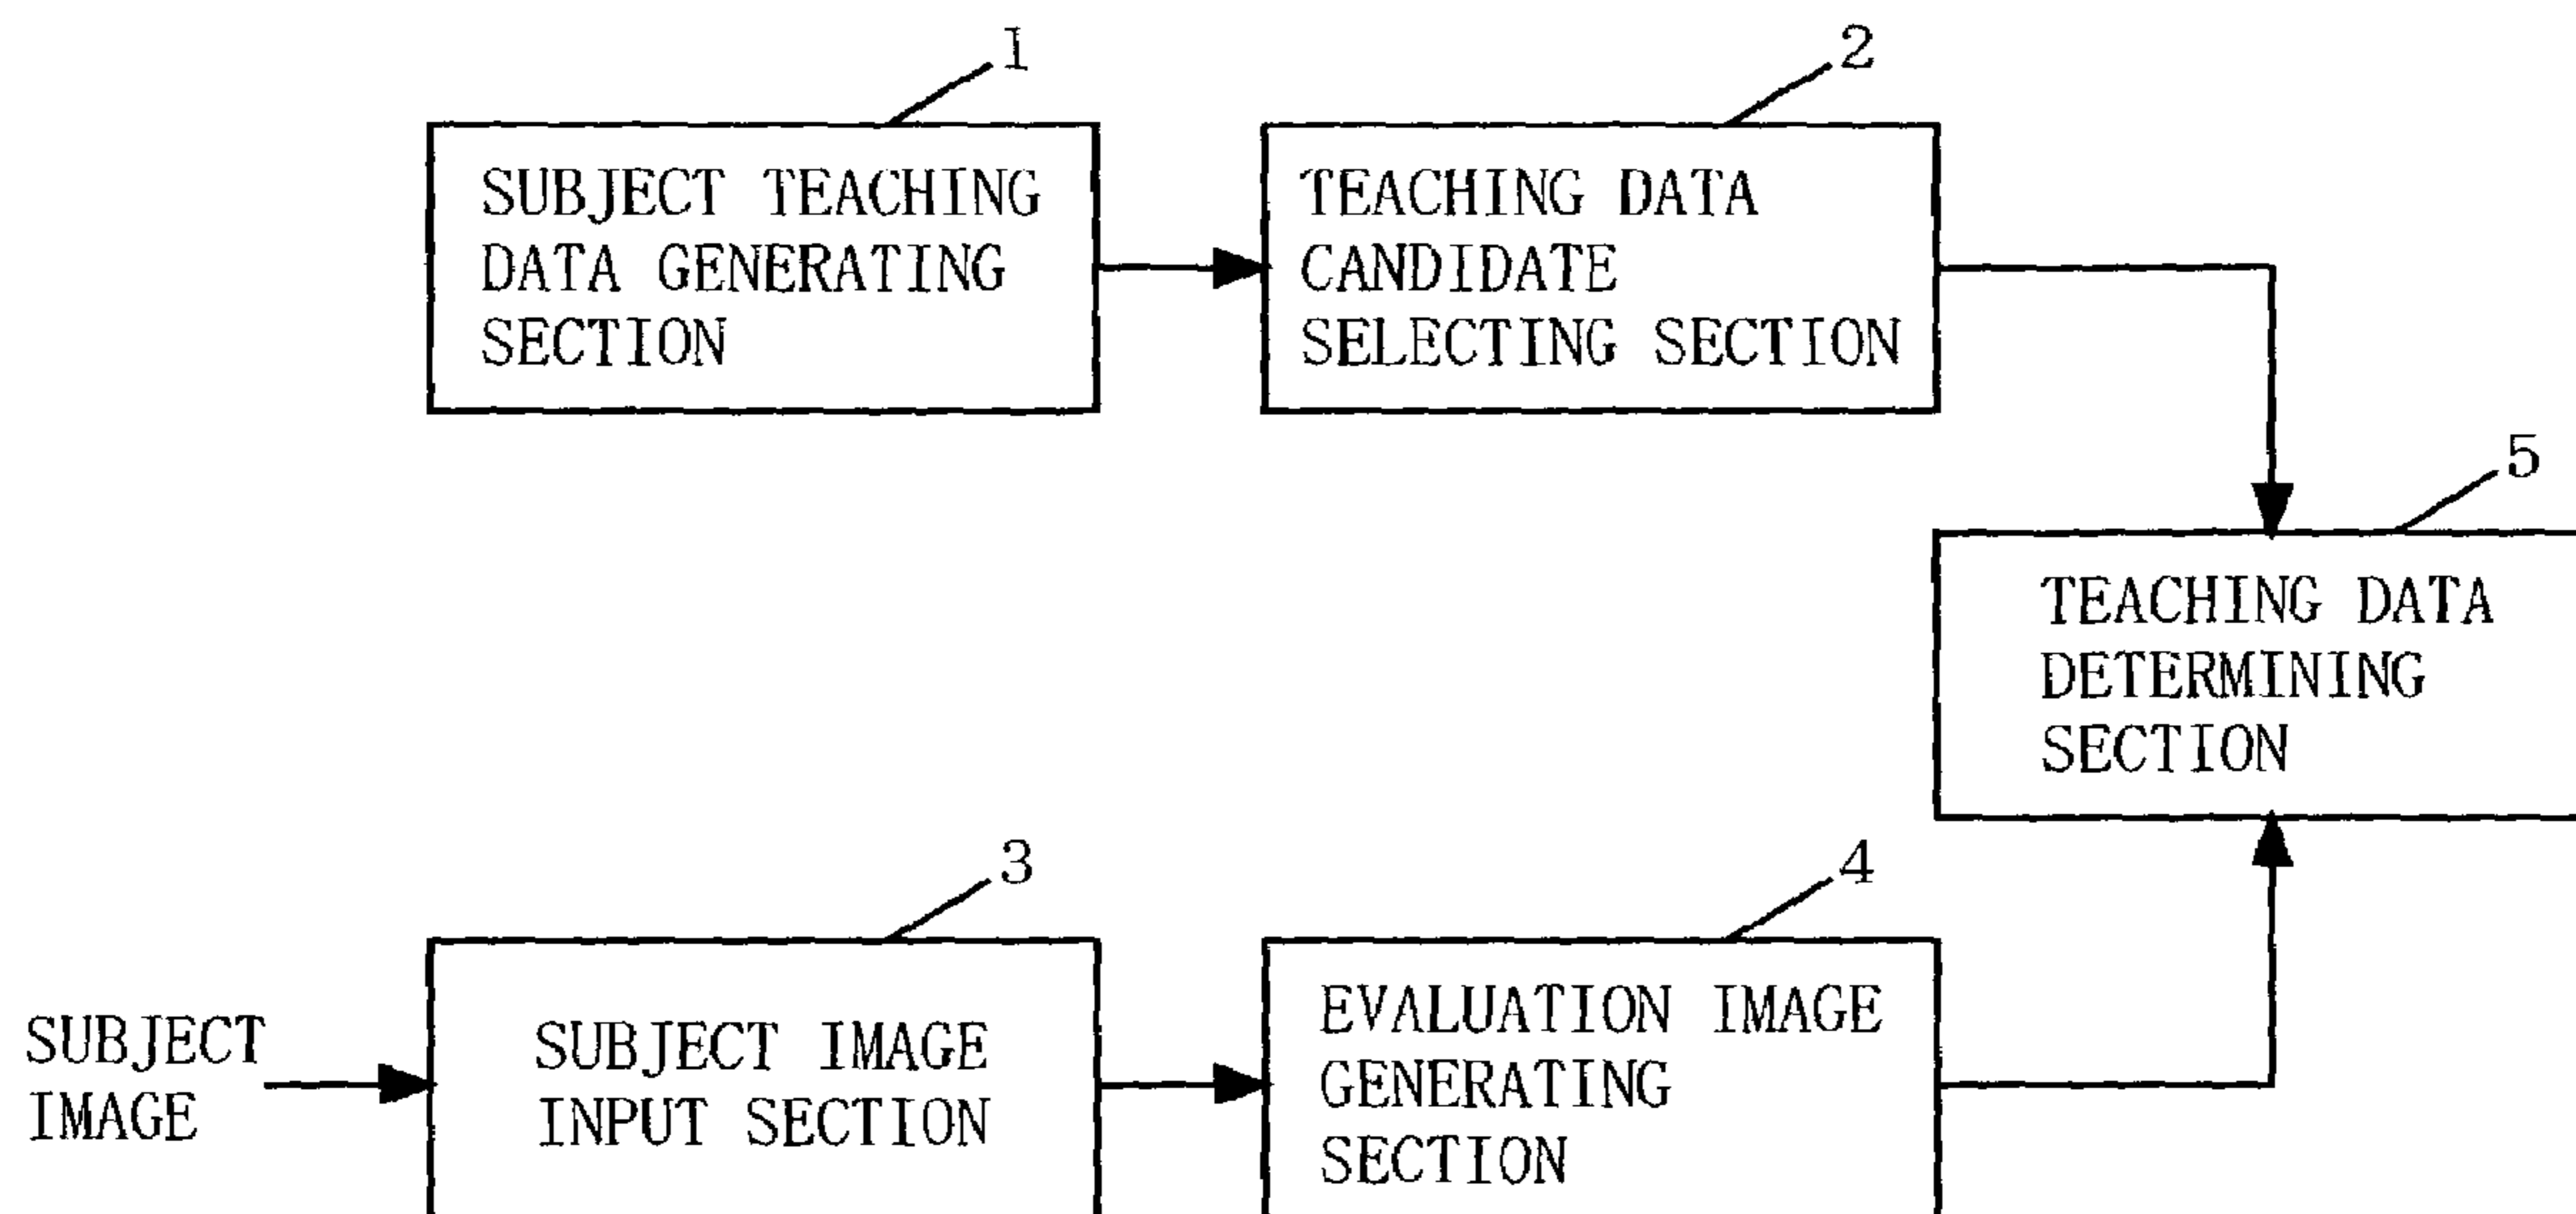 1
SUBJECT TEACHING
DATA GENERATING
SECTION
2
TEACHING DATA
CANDIDATE
SELECTING SECTION
5
TEACHING DATA
DETERMINING
SECTION
SUBJECT
IMAGE
3
SUBJECT IMAGE
INPUT SECTION
4
EVALUATION IMAGE
GENERATING
SECTION